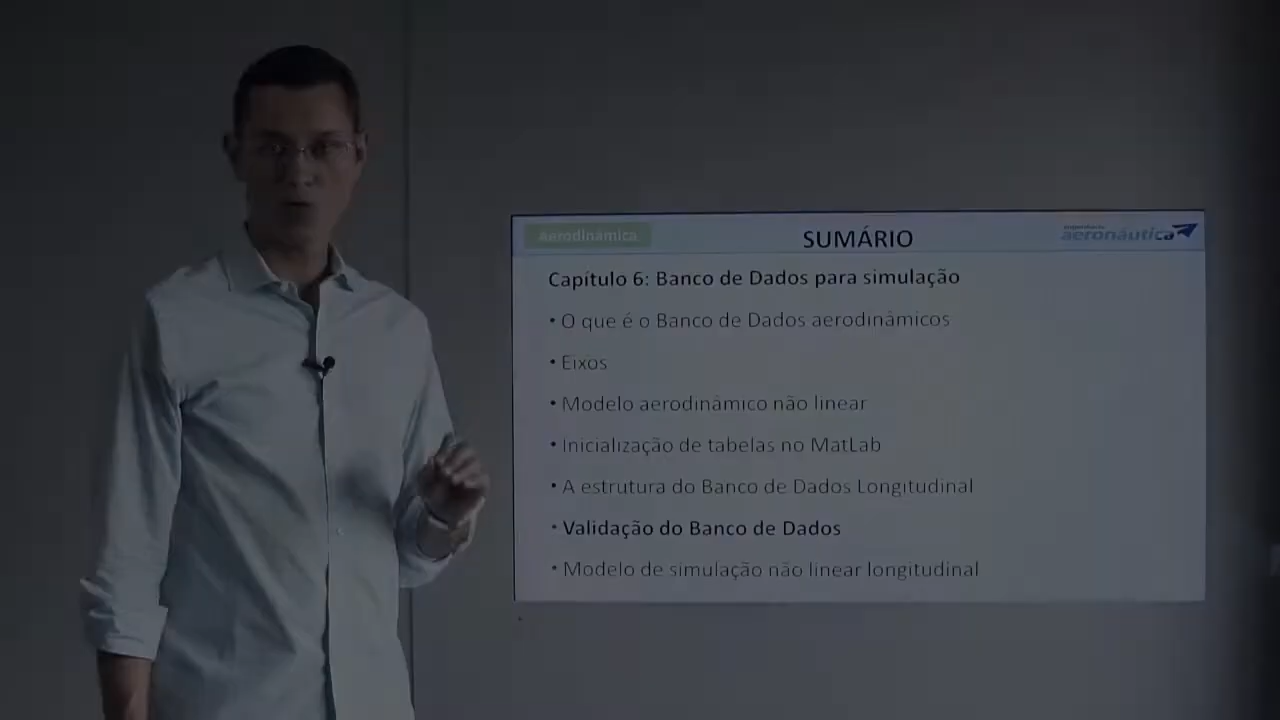 Aerodinâmica
SUMÁRIO
engenharia
aeronáutica
Capítulo 6: Banco de Dados para simulação
• O que é o Banco de Dados aerodinâmicos
• Eixos
• Modelo aerodinâmico não linear
• Inicialização de tabelas no MatLab
• A estrutura do Banco de Dados Longitudinal
• Validação do Banco de Dados
• Modelo de simulação não linear longitudinal